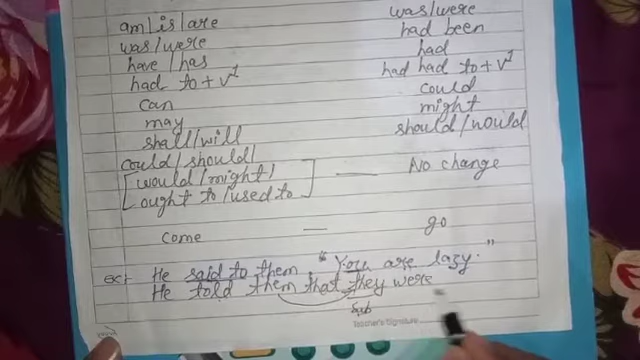 am/is/are was/were
was/were had been
have/has had
had to+v¹ had had to+v¹
can could
may might
shall/will should/would
could/should/
[would/might/ ] — No change
ought to/used to
come — go
ex:- He said to them, "You are lazy."
He told them that they were
Sub
Teacher's Signature